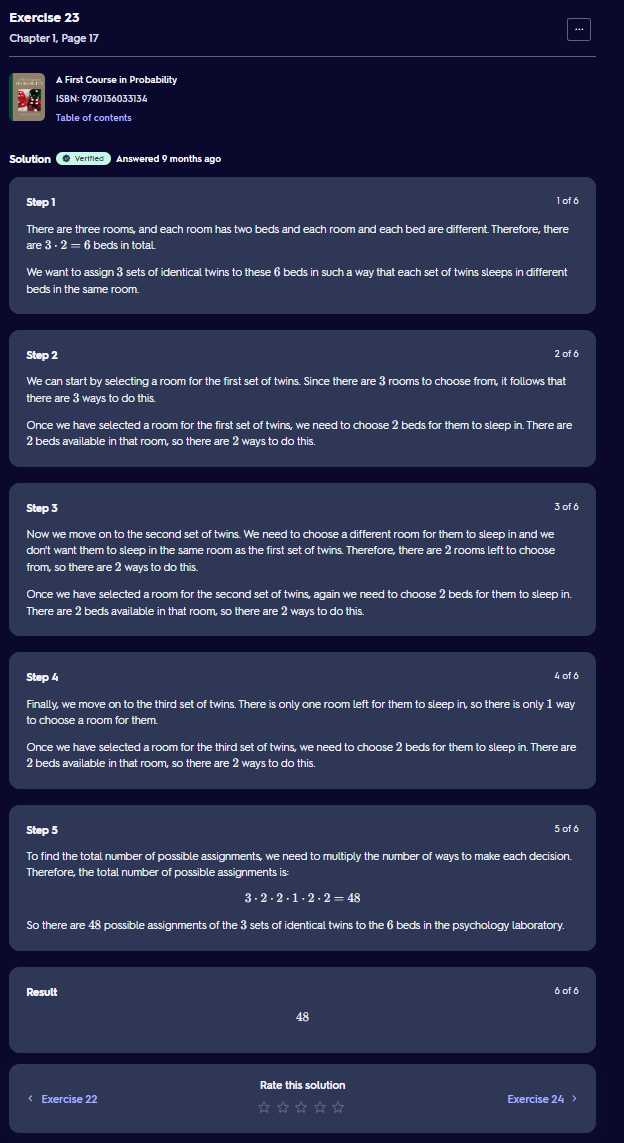 Exercise 23
Chapter 1, Page 17
...
A First Course in Probability
ISBN: 9780136033134
Table of contents
Solution Verified Answered 9 months ago
Step 1
1 of 6
There are three rooms, and each room has two beds and each room and each bed are different. Therefore, there
are 3 · 2 = 6 beds in total.
We want to assign 3 sets of identical twins to these 6 beds in such a way that each set of twins sleeps in different
beds in the same room.
Step 2
2 of 6
We can start by selecting a room for the first set of twins. Since there are 3 rooms to choose from, it follows that
there are 3 ways to do this.
Once we have selected a room for the first set of twins, we need to choose 2 beds for them to sleep in. There are
2 beds available in that room, so there are 2 ways to do this.
Step 3
3 of 6
Now we move on to the second set of twins. We need to choose a different room for them to sleep in and we
don't want them to sleep in the same room as the first set of twins. Therefore, there are 2 rooms left to choose
from, so there are 2 ways to do this.
Once we have selected a room for the second set of twins, again we need to choose 2 beds for them to sleep in.
There are 2 beds available in that room, so there are 2 ways to do this.
Step 4
4 of 6
Finally, we move on to the third set of twins. There is only one room left for them to sleep in, so there is only 1 way
to choose a room for them.
Once we have selected a room for the third set of twins, we need to choose 2 beds for them to sleep in. There are
2 beds available in that room, so there are 2 ways to do this.
Step 5
5 of 6
To find the total number of possible assignments, we need to multiply the number of ways to make each decision.
Therefore, the total number of possible assignments is:
3 · 2 · 2 · 1 · 2 · 2 = 48
So there are 48 possible assignments of the 3 sets of identical twins to the 6 beds in the psychology laboratory.
Result
6 of 6
48
Rate this solution
Exercise 22
Exercise 24